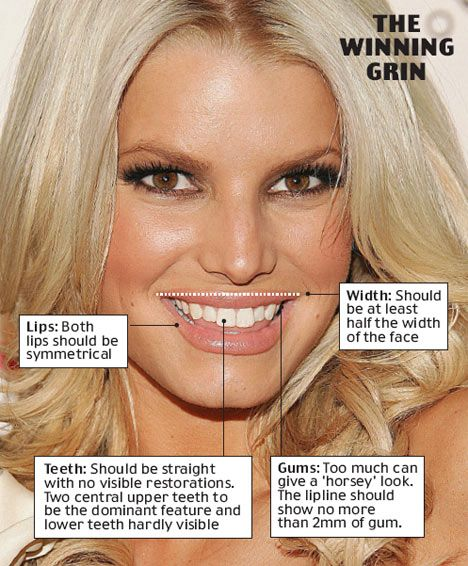 THE
WINNING
GRIN
Width: Should
be at least
half the width
of the face
Lips: Both
lips should be
symmetrical
Teeth: Should be straight
with no visible restorations.
Two central upper teeth to
be the dominant feature and
lower teeth hardly visible
Gums: Too much can
give a 'horsey' look.
The lipline should
show no more
than 2mm of gum.